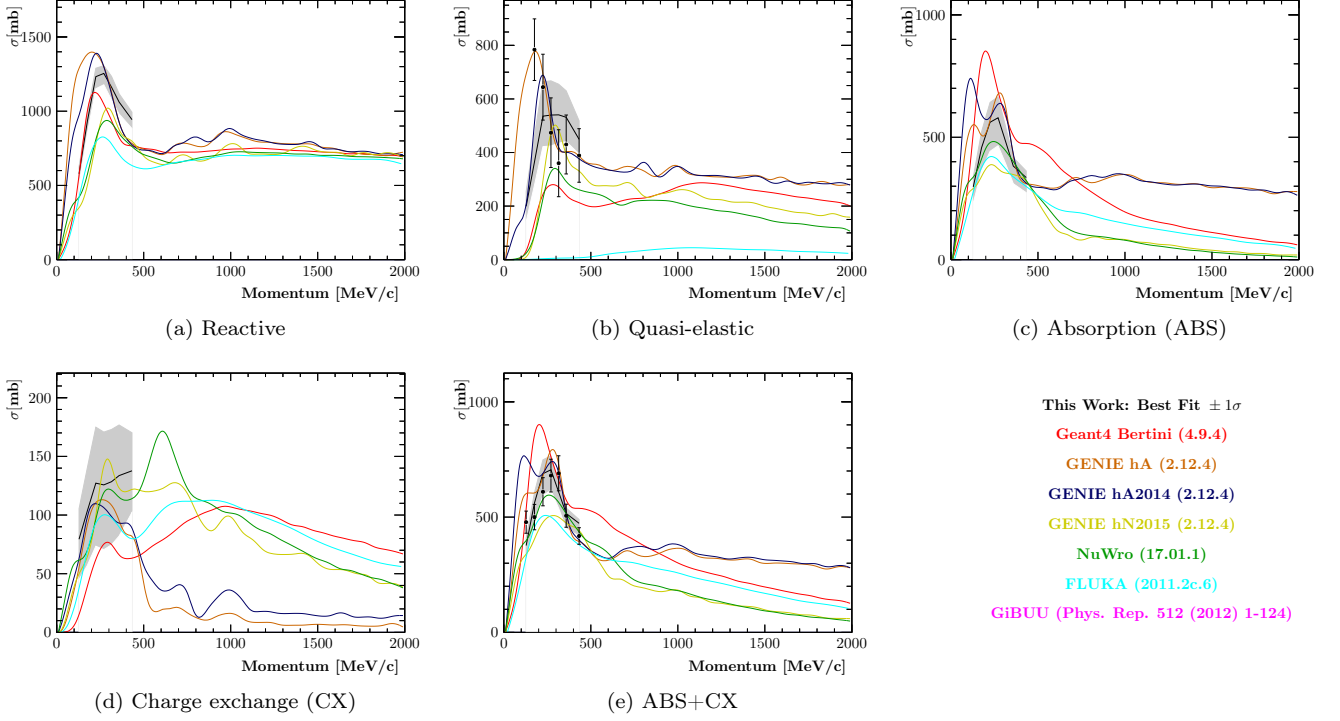 σ[mb]
1500
1000
500
0
0 500 1000 1500 2000
Momentum [MeV/c]
(a) Reactive
σ[mb]
800
600
400
200
0
0 500 1000 1500 2000
Momentum [MeV/c]
(b) Quasi-elastic
1000
σ[mb]
500
0
0 500 1000 1500 2000
Momentum [MeV/c]
(c) Absorption (ABS)
σ[mb]
200
150
100
50
0
0 500 1000 1500 2000
Momentum [MeV/c]
(d) Charge exchange (CX)
σ[mb]
1000
500
0
0 500 1000 1500 2000
Momentum [MeV/c]
(e) ABS+CX
This Work: Best Fit ± 1σ
Geant4 Bertini (4.9.4)
GENIE hA (2.12.4)
GENIE hA2014 (2.12.4)
GENIE hN2015 (2.12.4)
NuWro (17.01.1)
FLUKA (2011.2c.6)
GiBUU (Phys. Rep. 512 (2012) 1-124)